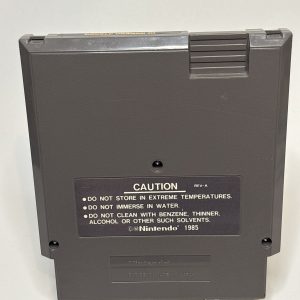 CAUTION REV-A
• DO NOT STORE IN EXTREME TEMPERATURES.
• DO NOT IMMERSE IN WATER.
• DO NOT CLEAN WITH BENZENE, THINNER,
ALCOHOL OR OTHER SUCH SOLVENTS.
©®Nintendo 1985
Nintendo